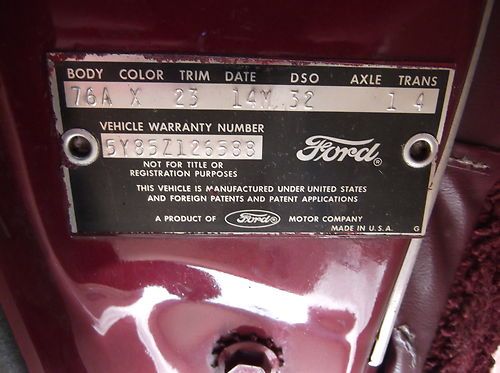 BODY COLOR TRIM DATE DSO AXLE TRANS
76A X 23 14M 32 1 4
VEHICLE WARRANTY NUMBER
5Y85Z126588
Ford®
NOT FOR TITLE OR
REGISTRATION PURPOSES
THIS VEHICLE IS MANUFACTURED UNDER UNITED STATES
AND FOREIGN PATENTS AND PATENT APPLICATIONS
A PRODUCT OF Ford® MOTOR COMPANY
MADE IN U.S.A. G